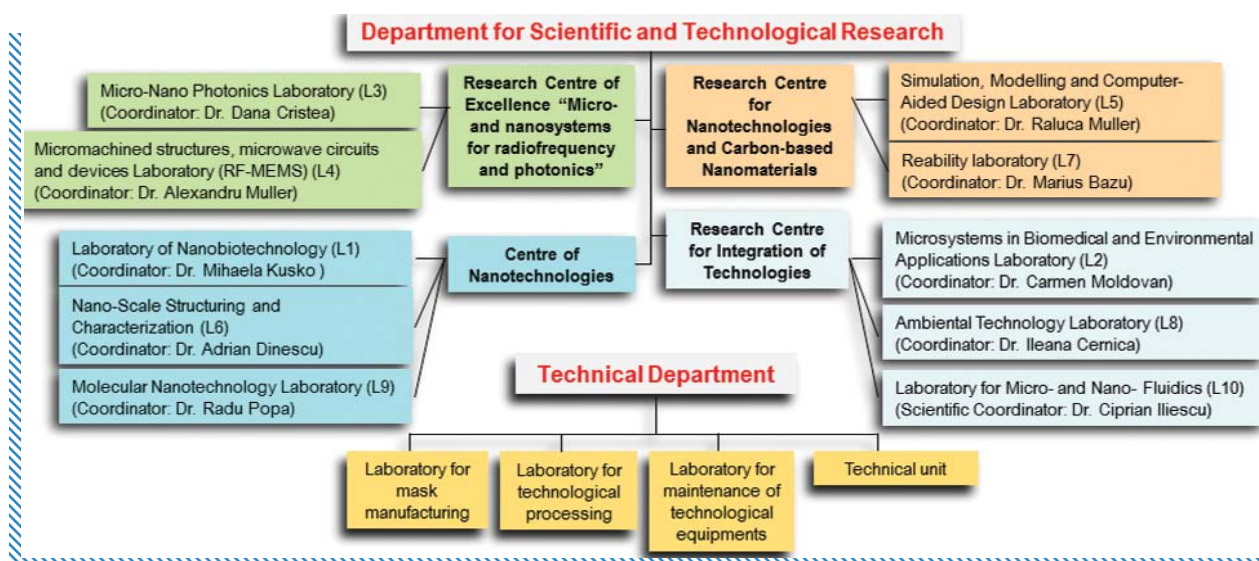 Department for Scientific and Technological Research
Micro-Nano Photonics Laboratory (L3)
(Coordinator: Dr. Dana Cristea)
Micromachined structures, microwave circuits
and devices Laboratory (RF-MEMS) (L4)
(Coordinator: Dr. Alexandru Muller)
Research Centre of
Excellence “Micro-
and nanosystems
for radiofrequency
and photonics”
Research Centre
for
Nanotechnologies
and Carbon-based
Nanomaterials
Simulation, Modelling and Computer-
Aided Design Laboratory (L5)
(Coordinator: Dr. Raluca Muller)
Reability laboratory (L7)
(Coordinator: Dr. Marius Bazu)
Laboratory of Nanobiotechnology (L1)
(Coordinator: Dr. Mihaela Kusko )
Nano-Scale Structuring and
Characterization (L6)
(Coordinator: Dr. Adrian Dinescu)
Molecular Nanotechnology Laboratory (L9)
(Coordinator: Dr. Radu Popa)
Centre of
Nanotechnologies
Research Centre
for Integration of
Technologies
Microsystems in Biomedical and Environmental
Applications Laboratory (L2)
(Coordinator: Dr. Carmen Moldovan)
Ambiental Technology Laboratory (L8)
(Coordinator: Dr. Ileana Cernica)
Laboratory for Micro- and Nano- Fluidics (L10)
(Scientific Coordinator: Dr. Ciprian Iliescu)
Technical Department
Laboratory for
mask
manufacturing
Laboratory for
technological
processing
Laboratory for
maintenance of
technological
equipments
Technical unit